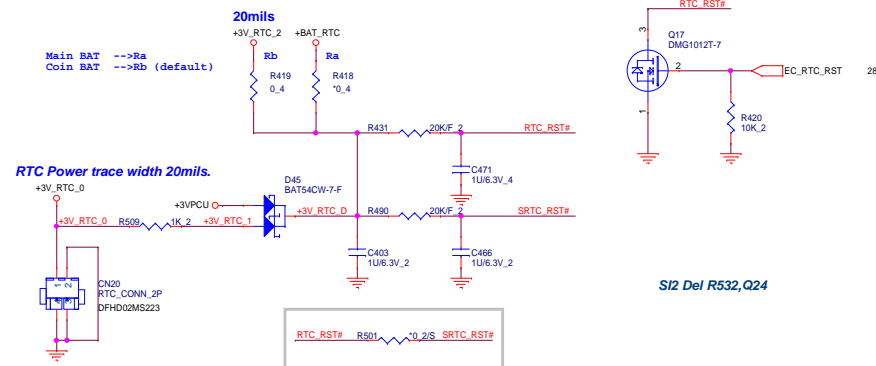 20mils
+3V_RTC_2
+BAT_RTC
Main BAT -->Ra
Coin BAT -->Rb (default)
Rb
Ra
R419
0_4
R418
*0_4
RTC_RST#
3
Q17
DMG1012T-7
2
1
EC_RTC_RST
28
R420
10K_2
R431
20K/F_2
RTC_RST#
C471
1U/6.3V_4
RTC Power trace width 20mils.
+3V_RTC_0
D45
BAT54CW-7-F
+3VPCU
+3V_RTC_0
R509
1K_2
+3V_RTC_1
+3V_RTC_D
R490
20K/F_2
SRTC_RST#
C403
1U/6.3V_2
C466
1U/6.3V_2
1
2
CN20
RTC_CONN_2P
DFHD02MS223
SI2 Del R532,Q24
RTC_RST#
R501
*0_2/S
SRTC_RST#